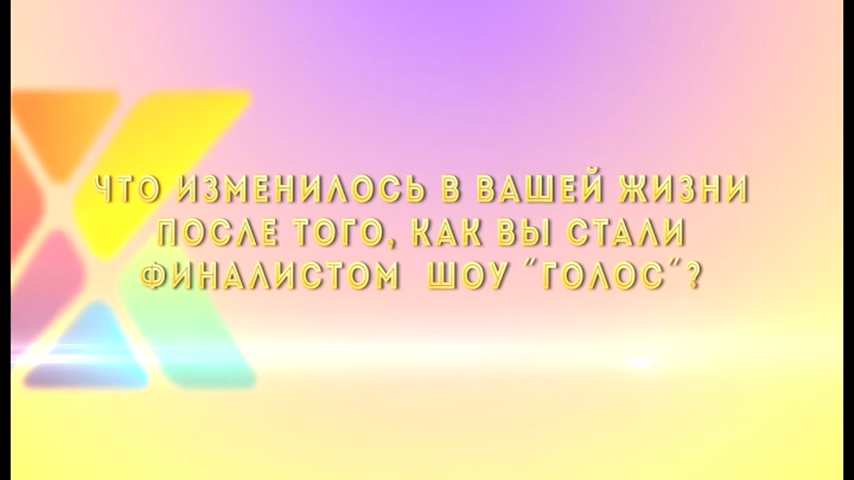 ЧТО ИЗМЕНИЛОСЬ В ВАШЕЙ ЖИЗНИ
ПОСЛЕ ТОГО, КАК ВЫ СТАЛИ
ФИНАЛИСТОМ ШОУ "ГОЛОС"?